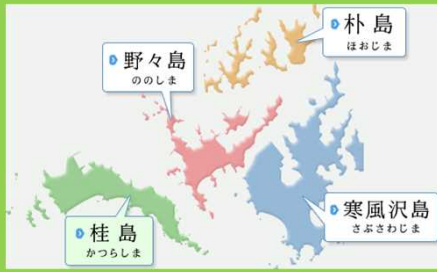 朴島
ほおじま
野々島
ののしま
寒風沢島
さぶさわじま
桂島
かつらしま